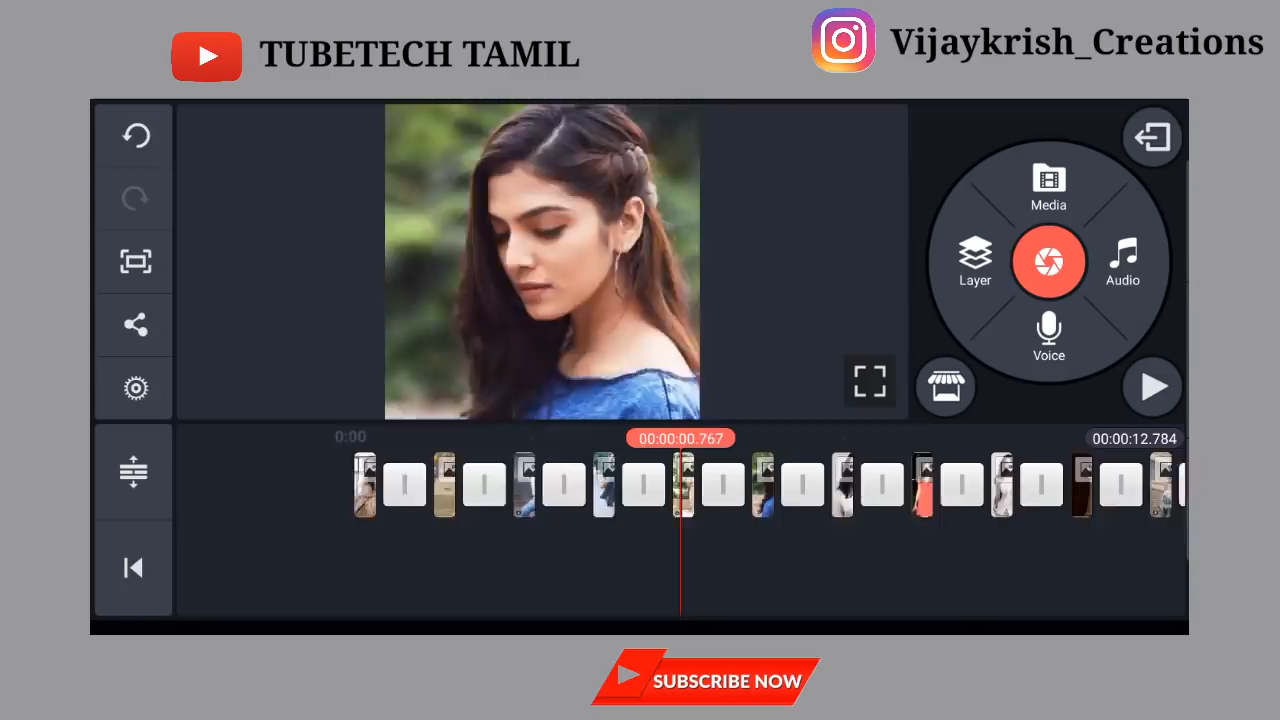 TUBETECH TAMIL
Vijaykrish_Creations
Media
Layer
Audio
Voice
0:00
00:00:00.767
00:00:12.784
SUBSCRIBE NOW